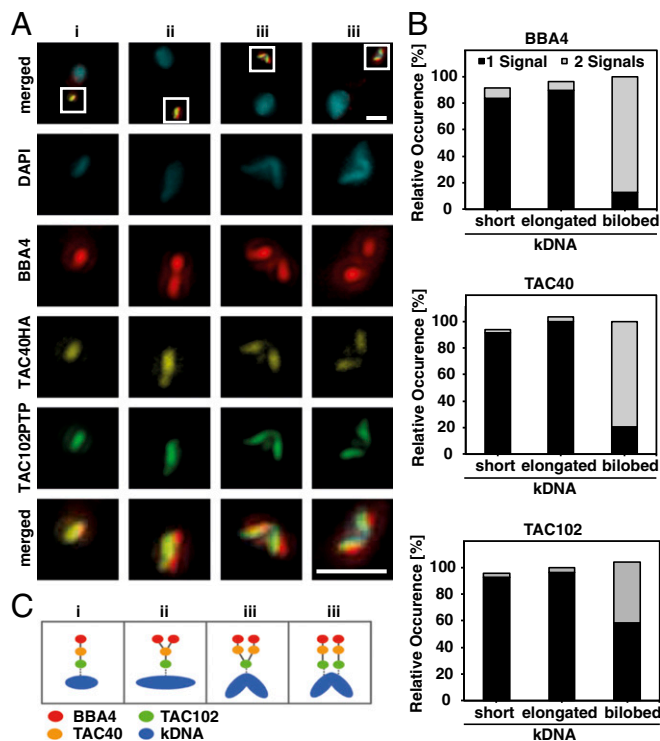 A
i ii iii iii
merged
DAPI
BBA4
TAC40HA
TAC102PTP
merged
B
BBA4
1 Signal 2 Signals
Relative Occurence [%]
100
80
60
40
20
0
short elongated bilobed
kDNA
TAC40
Relative Occurence [%]
100
80
60
40
20
0
short elongated bilobed
kDNA
TAC102
Relative Occurence [%]
100
80
60
40
20
0
short elongated bilobed
kDNA
C
i ii iii iii
BBA4 TAC102
TAC40 kDNA